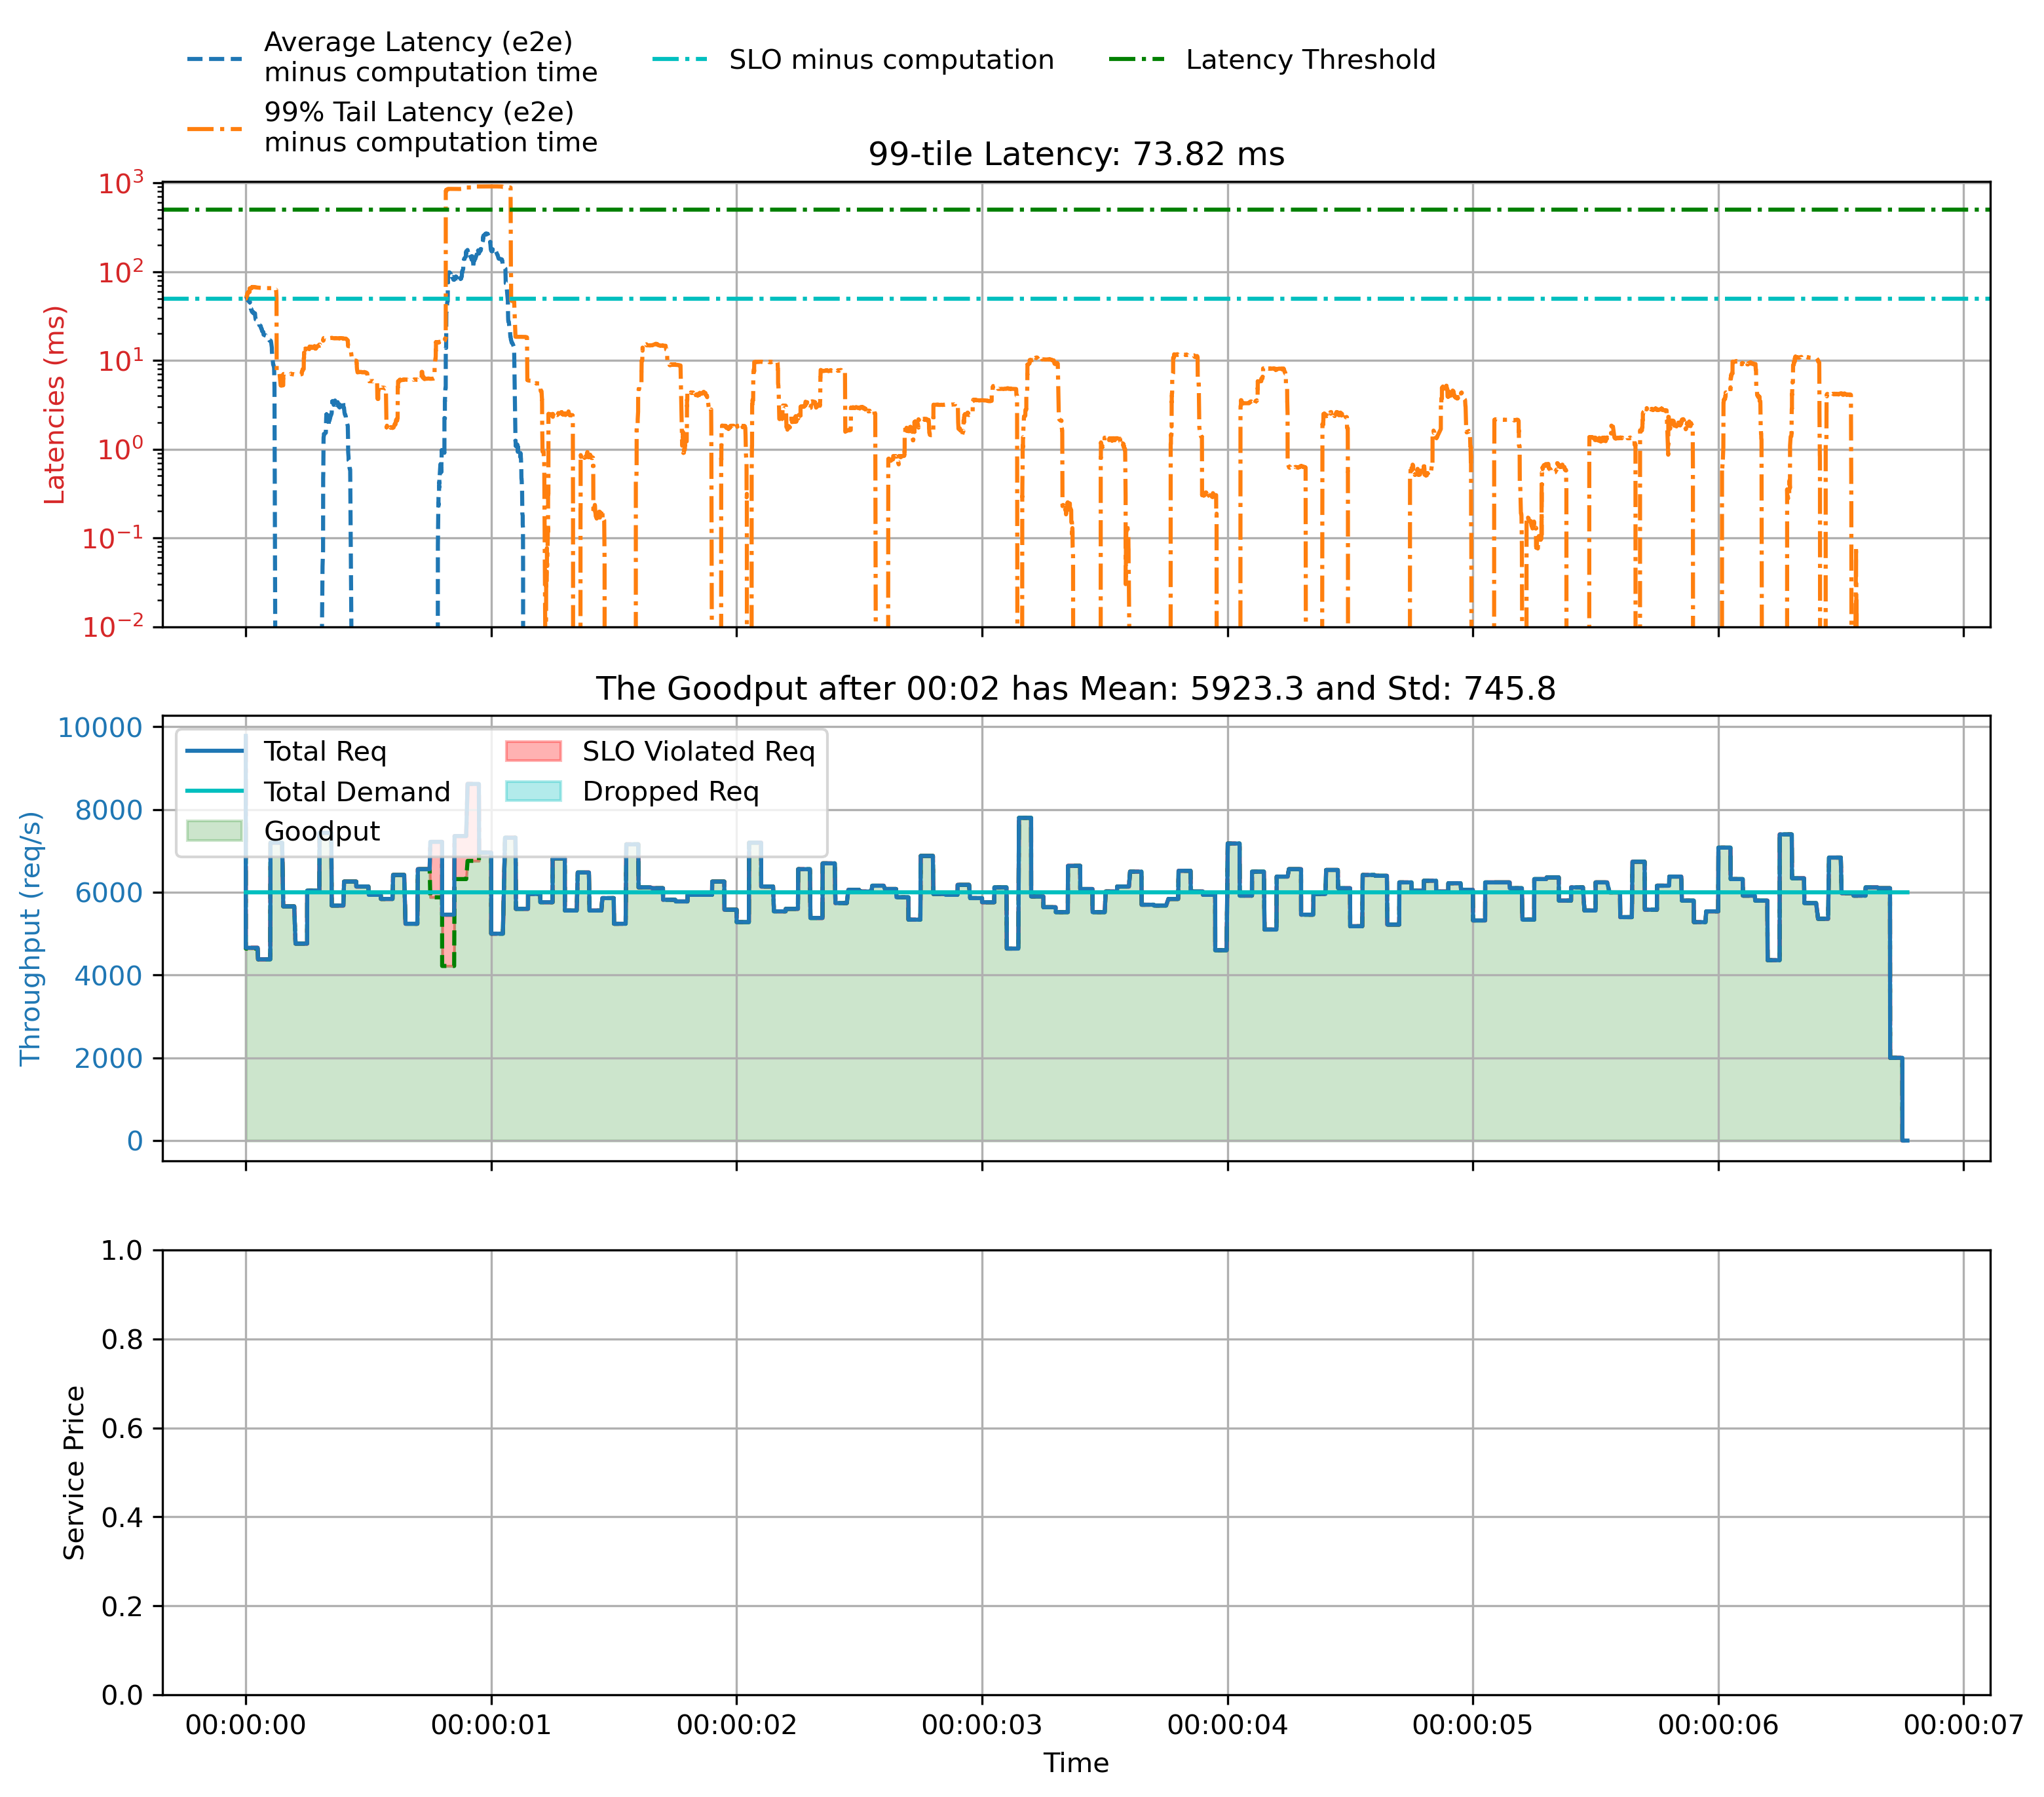 Average Latency (e2e)
minus computation time
99% Tail Latency (e2e)
minus computation time
SLO minus computation
Latency Threshold
99-tile Latency: 73.82 ms
10³
10²
10¹
10⁰
10⁻¹
10⁻²
Latencies (ms)
The Goodput after 00:02 has Mean: 5923.3 and Std: 745.8
10000
8000
6000
4000
2000
0
Throughput (req/s)
Total Req
Total Demand
Goodput
SLO Violated Req
Dropped Req
1.0
0.8
0.6
0.4
0.2
0.0
Service Price
00:00:00
00:00:01
00:00:02
00:00:03
00:00:04
00:00:05
00:00:06
00:00:07
Time